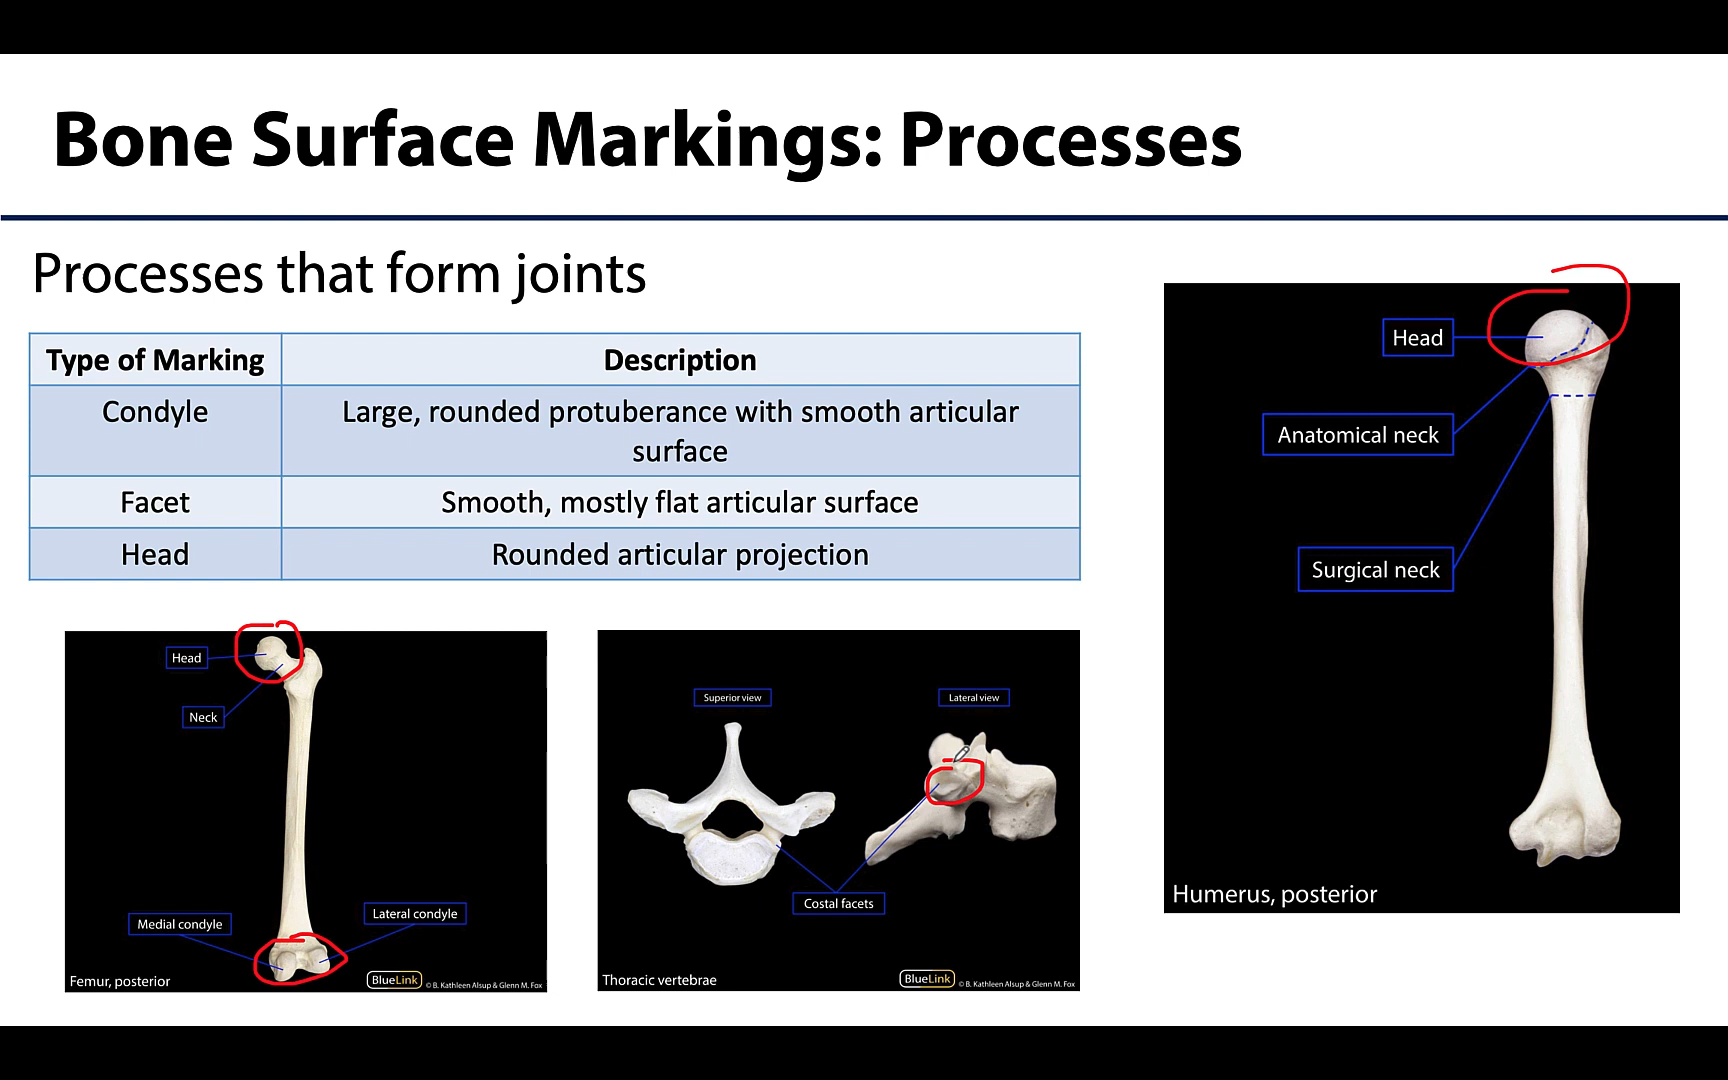 Bone Surface Markings: Processes
Processes that form joints
Type of Marking
Description
Condyle
Large, rounded protuberance with smooth articular
surface
Facet
Smooth, mostly flat articular surface
Head
Rounded articular projection
Head
Neck
Medial condyle
Lateral condyle
Femur, posterior
BlueLink
© B. Kathleen Alsup & Glenn M. Fox
Superior view
Lateral view
Costal facets
Thoracic vertebrae
BlueLink
© B. Kathleen Alsup & Glenn M. Fox
Head
Anatomical neck
Surgical neck
Humerus, posterior